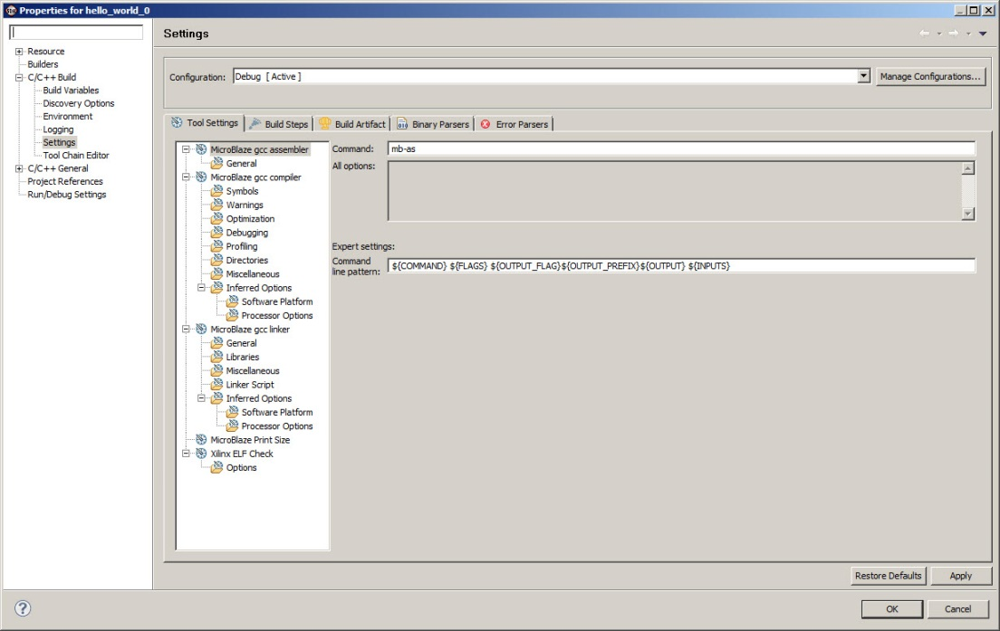 Properties for hello_world_0
Settings
Resource
Builders
C/C++ Build
Build Variables
Discovery Options
Environment
Logging
Settings
Tool Chain Editor
C/C++ General
Project References
Run/Debug Settings
Configuration: Debug [ Active ] Manage Configurations...
Tool Settings Build Steps Build Artifact Binary Parsers Error Parsers
MicroBlaze gcc assembler
General
MicroBlaze gcc compiler
Symbols
Warnings
Optimization
Debugging
Profiling
Directories
Miscellaneous
Inferred Options
Software Platform
Processor Options
MicroBlaze gcc linker
General
Libraries
Miscellaneous
Linker Script
Inferred Options
Software Platform
Processor Options
MicroBlaze Print Size
Xilinx ELF Check
Options
Command: mb-as
All options:
Expert settings:
Command
line pattern: ${COMMAND} ${FLAGS} ${OUTPUT_FLAG}${OUTPUT_PREFIX}${OUTPUT} ${INPUTS}
Restore Defaults Apply
OK Cancel